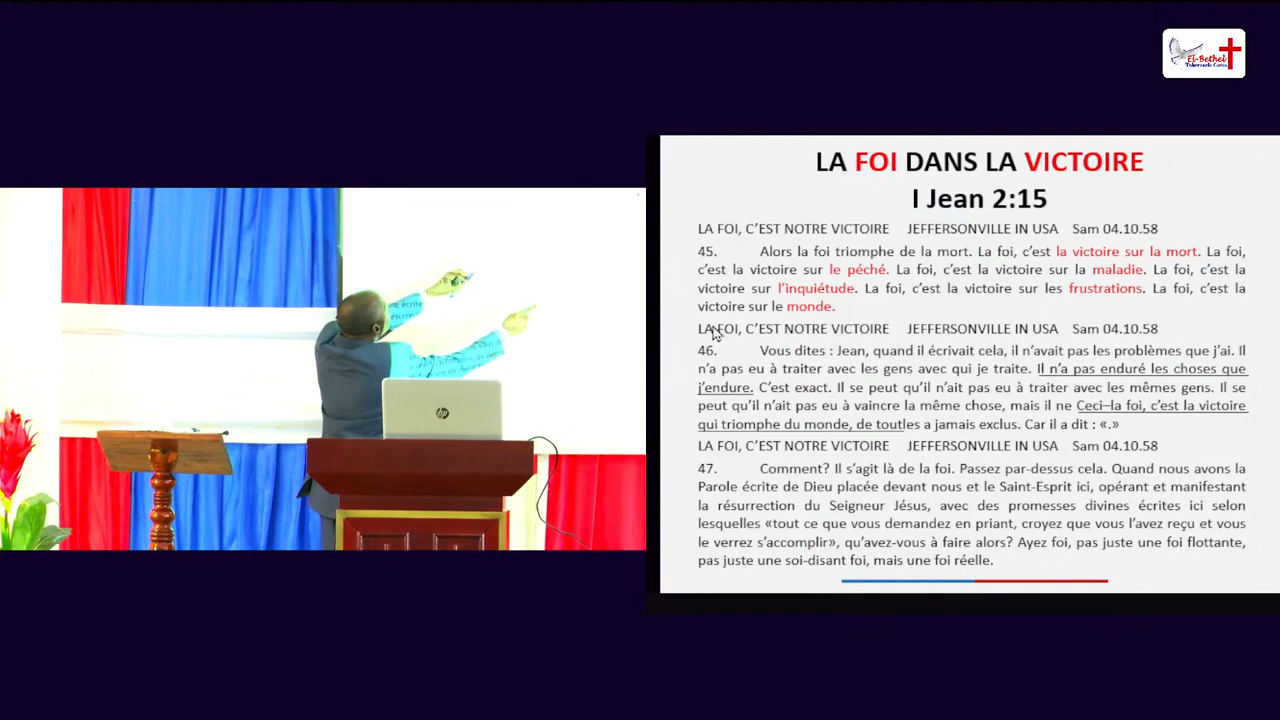 El-Bethel
Tabernacle Goma
LA FOI DANS LA VICTOIRE
I Jean 2:15
LA FOI, C’EST NOTRE VICTOIRE JEFFERSONVILLE IN USA Sam 04.10.58
45. Alors la foi triomphe de la mort. La foi, c’est la victoire sur la mort. La foi,
c’est la victoire sur le péché. La foi, c’est la victoire sur la maladie. La foi, c’est la
victoire sur l’inquiétude. La foi, c’est la victoire sur les frustrations. La foi, c’est la
victoire sur le monde.
LA FOI, C’EST NOTRE VICTOIRE JEFFERSONVILLE IN USA Sam 04.10.58
46. Vous dites : Jean, quand il écrivait cela, il n’avait pas les problèmes que j’ai. Il
n’a pas eu à traiter avec les gens avec qui je traite. Il n’a pas enduré les choses que
j’endure. C’est exact. Il se peut qu’il n’ait pas eu à traiter avec les mêmes gens. Il se
peut qu’il n’ait pas eu à vaincre la même chose, mais il ne Ceci–la foi, c’est la victoire
qui triomphe du monde, de toutles a jamais exclus. Car il a dit : «.»
LA FOI, C’EST NOTRE VICTOIRE JEFFERSONVILLE IN USA Sam 04.10.58
47. Comment? Il s’agit là de la foi. Passez par-dessus cela. Quand nous avons la
Parole écrite de Dieu placée devant nous et le Saint-Esprit ici, opérant et manifestant
la résurrection du Seigneur Jésus, avec des promesses divines écrites ici selon
lesquelles «tout ce que vous demandez en priant, croyez que vous l’avez reçu et vous
le verrez s’accomplir», qu’avez-vous à faire alors? Ayez foi, pas juste une foi flottante,
pas juste une soi-disant foi, mais une foi réelle.
hp